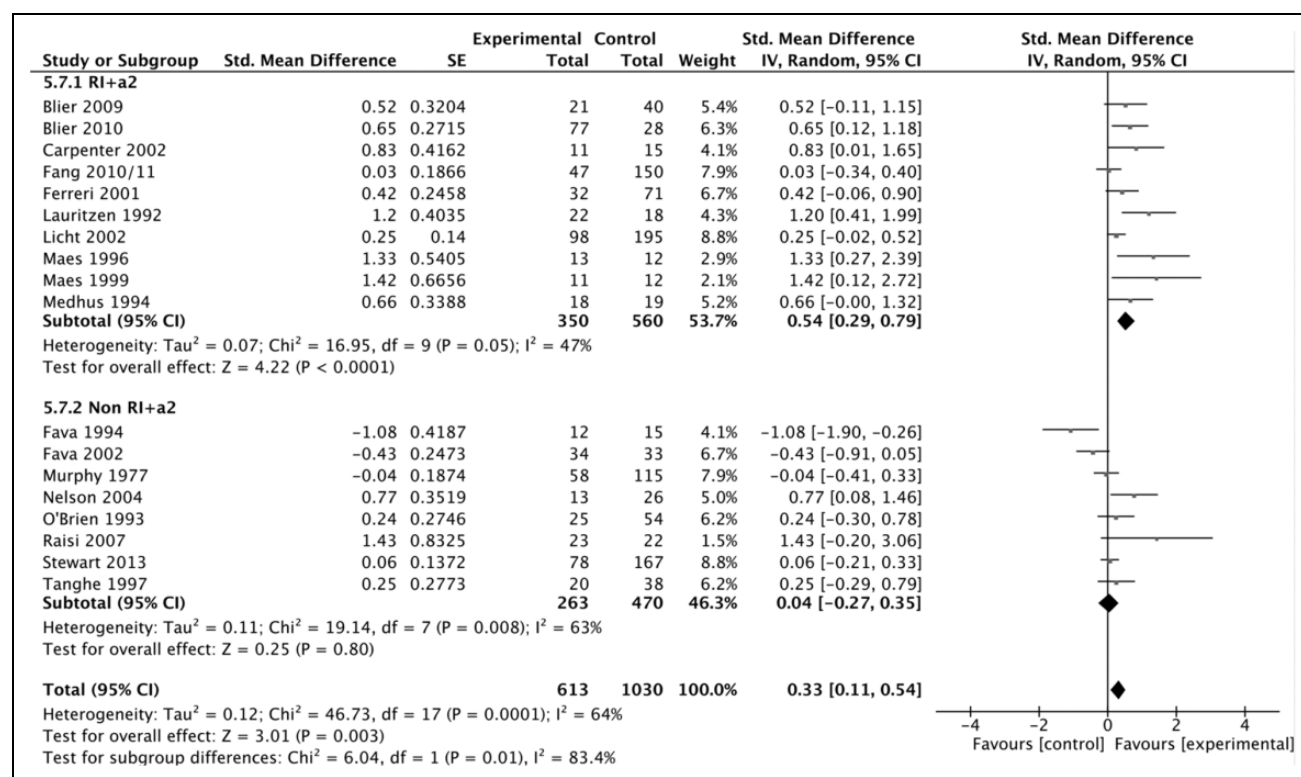 Experimental Control Std. Mean Difference Std. Mean Difference
Study or Subgroup Std. Mean Difference SE Total Total Weight IV, Random, 95% CI IV, Random, 95% CI
5.7.1 RI+a2
Blier 2009 0.52 0.3204 21 40 5.4% 0.52 [−0.11, 1.15]
Blier 2010 0.65 0.2715 77 28 6.3% 0.65 [0.12, 1.18]
Carpenter 2002 0.83 0.4162 11 15 4.1% 0.83 [0.01, 1.65]
Fang 2010/11 0.03 0.1866 47 150 7.9% 0.03 [−0.34, 0.40]
Ferreri 2001 0.42 0.2458 32 71 6.7% 0.42 [−0.06, 0.90]
Lauritzen 1992 1.2 0.4035 22 18 4.3% 1.20 [0.41, 1.99]
Licht 2002 0.25 0.14 98 195 8.8% 0.25 [−0.02, 0.52]
Maes 1996 1.33 0.5405 13 12 2.9% 1.33 [0.27, 2.39]
Maes 1999 1.42 0.6656 11 12 2.1% 1.42 [0.12, 2.72]
Medhus 1994 0.66 0.3388 18 19 5.2% 0.66 [−0.00, 1.32]
Subtotal (95% CI) 350 560 53.7% 0.54 [0.29, 0.79]
Heterogeneity: Tau² = 0.07; Chi² = 16.95, df = 9 (P = 0.05); I² = 47%
Test for overall effect: Z = 4.22 (P < 0.0001)
5.7.2 Non RI+a2
Fava 1994 −1.08 0.4187 12 15 4.1% −1.08 [−1.90, −0.26]
Fava 2002 −0.43 0.2473 34 33 6.7% −0.43 [−0.91, 0.05]
Murphy 1977 −0.04 0.1874 58 115 7.9% −0.04 [−0.41, 0.33]
Nelson 2004 0.77 0.3519 13 26 5.0% 0.77 [0.08, 1.46]
O'Brien 1993 0.24 0.2746 25 54 6.2% 0.24 [−0.30, 0.78]
Raisi 2007 1.43 0.8325 23 22 1.5% 1.43 [−0.20, 3.06]
Stewart 2013 0.06 0.1372 78 167 8.8% 0.06 [−0.21, 0.33]
Tanghe 1997 0.25 0.2773 20 38 6.2% 0.25 [−0.29, 0.79]
Subtotal (95% CI) 263 470 46.3% 0.04 [−0.27, 0.35]
Heterogeneity: Tau² = 0.11; Chi² = 19.14, df = 7 (P = 0.008); I² = 63%
Test for overall effect: Z = 0.25 (P = 0.80)
Total (95% CI) 613 1030 100.0% 0.33 [0.11, 0.54]
Heterogeneity: Tau² = 0.12; Chi² = 46.73, df = 17 (P = 0.0001); I² = 64%
Test for overall effect: Z = 3.01 (P = 0.003)
Test for subgroup differences: Chi² = 6.04, df = 1 (P = 0.01), I² = 83.4%
−4 −2 0 2 4
Favours [control] Favours [experimental]